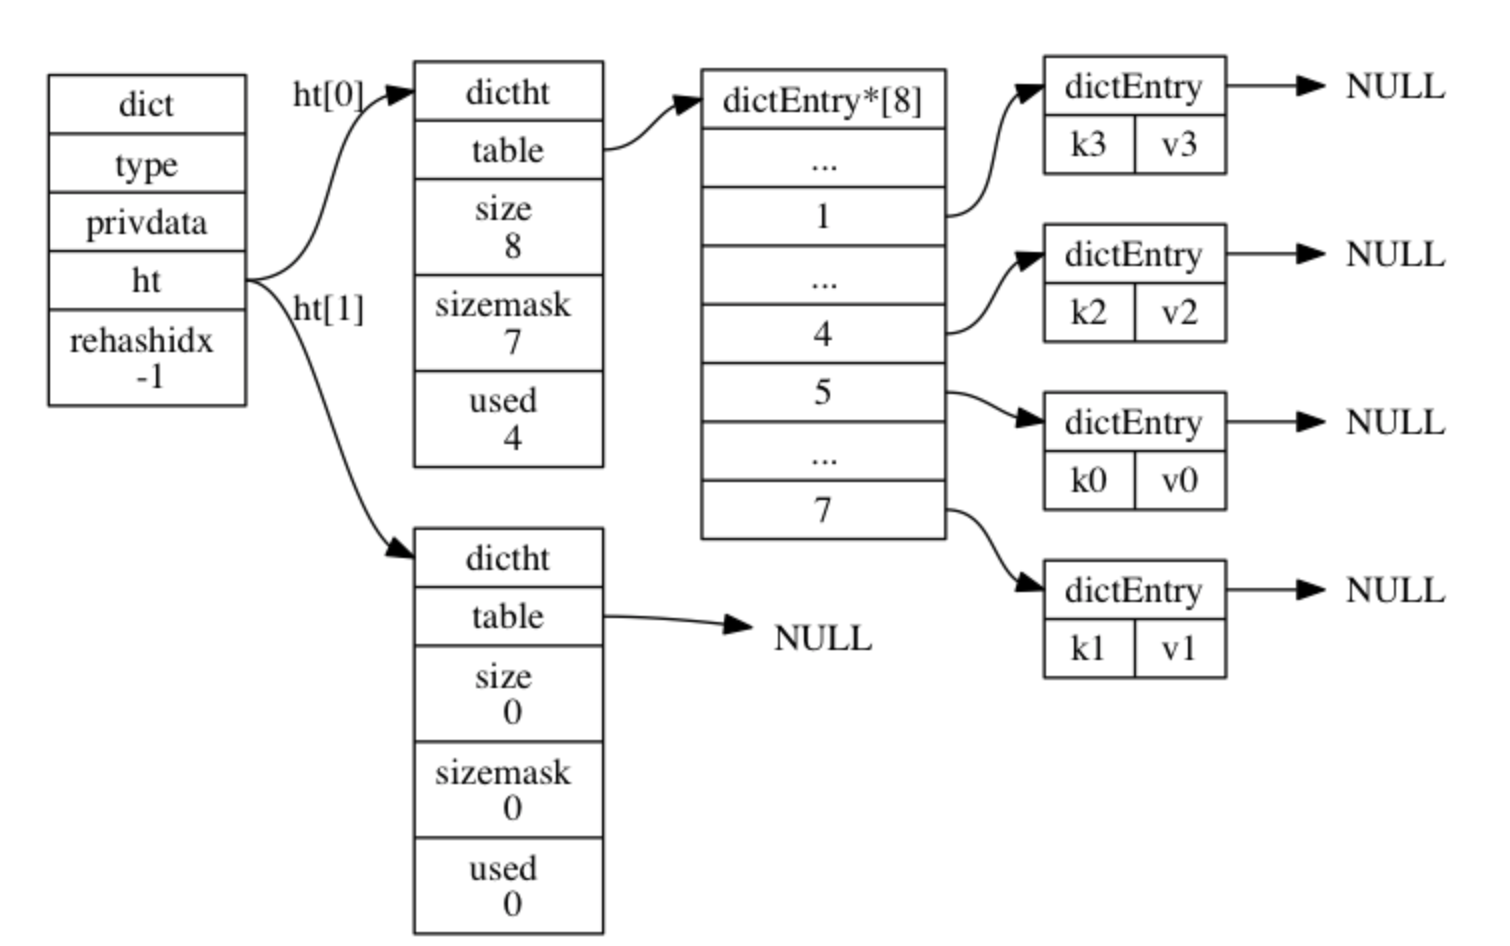 dict
type
privdata
ht
rehashidx
-1
ht[0]
ht[1]
dictht
table
size
8
sizemask
7
used
4
dictht
table
size
0
sizemask
0
used
0
NULL
dictEntry*[8]
...
1
...
4
5
...
7
dictEntry
k3 v3
NULL
dictEntry
k2 v2
NULL
dictEntry
k0 v0
NULL
dictEntry
k1 v1
NULL